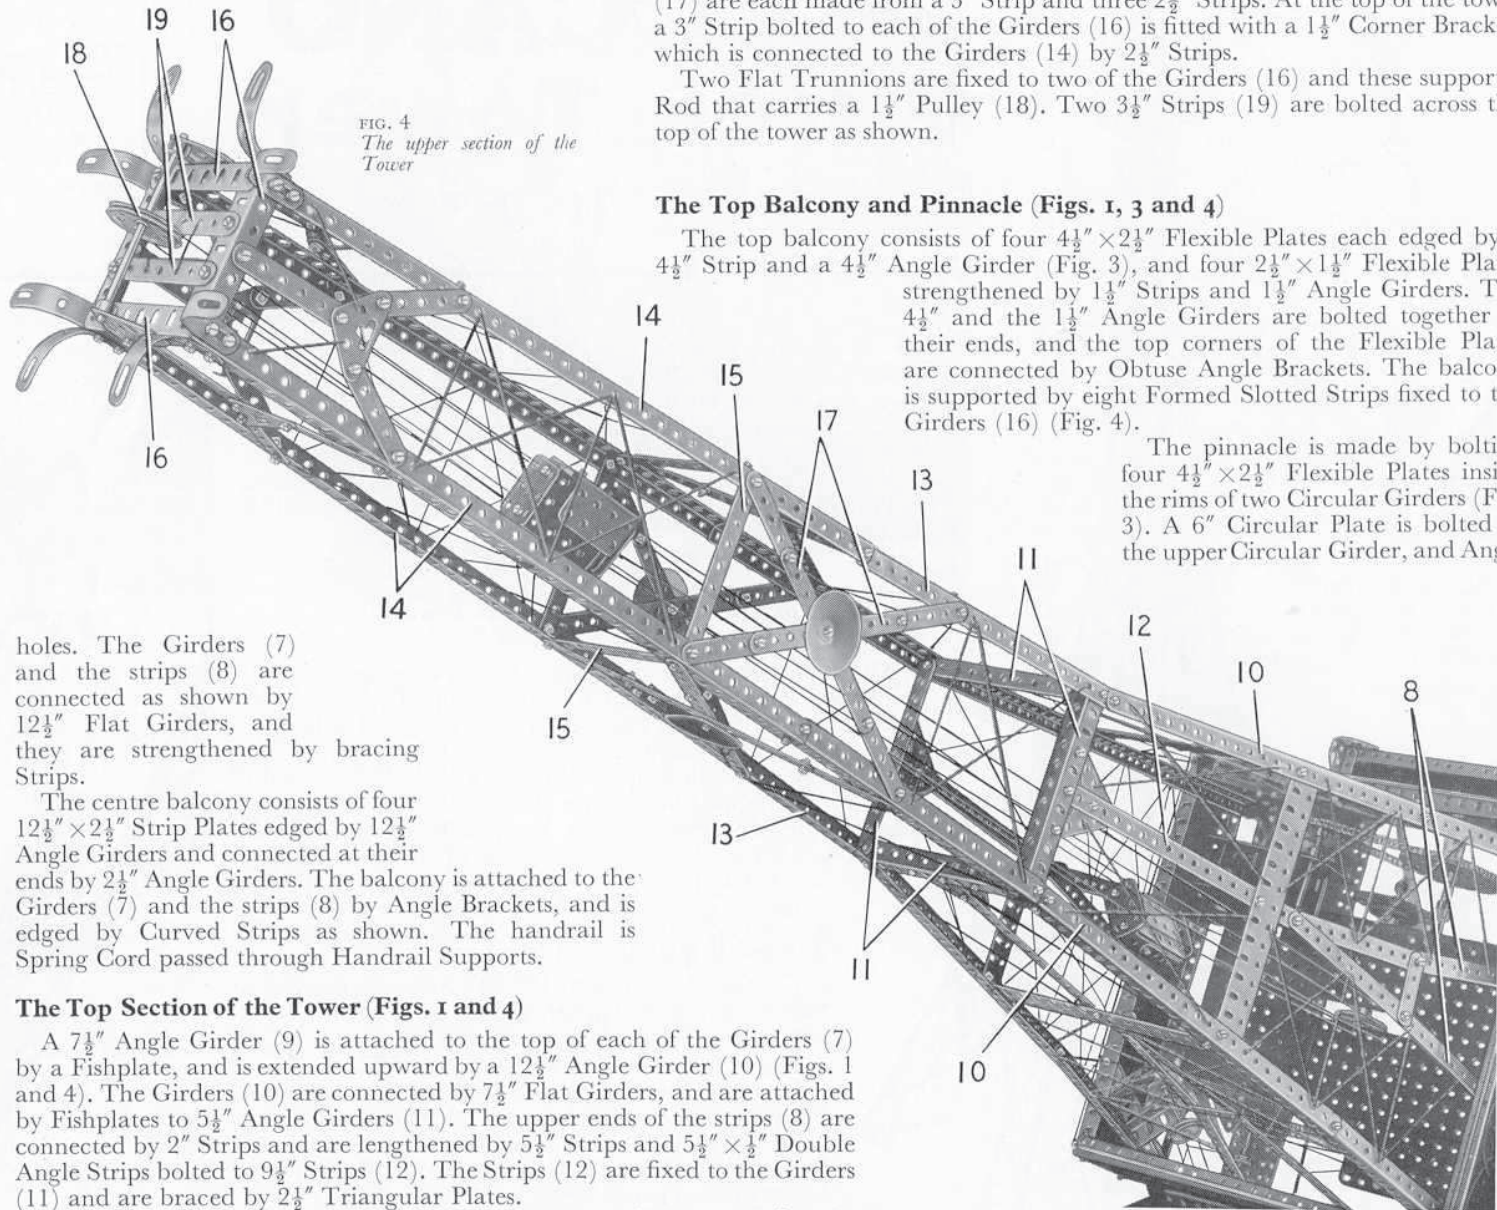 19
16
18
FIG. 4
The upper section of the
Tower
14
15
17
13
11
12
10
8
16
14
15
13
11
10
holes. The Girders (7)
and the strips (8) are
connected as shown by
12½″ Flat Girders, and
they are strengthened by bracing
Strips.
The centre balcony consists of four
12½″ ×2½″ Strip Plates edged by 12½″
Angle Girders and connected at their
ends by 2½″ Angle Girders. The balcony is attached to the
Girders (7) and the strips (8) by Angle Brackets, and is
edged by Curved Strips as shown. The handrail is
Spring Cord passed through Handrail Supports.
The Top Section of the Tower (Figs. 1 and 4)
A 7½″ Angle Girder (9) is attached to the top of each of the Girders (7)
by a Fishplate, and is extended upward by a 12½″ Angle Girder (10) (Figs. 1
and 4). The Girders (10) are connected by 7½″ Flat Girders, and are attached
by Fishplates to 5½″ Angle Girders (11). The upper ends of the strips (8) are
connected by 2″ Strips and are lengthened by 5½″ Strips and 5½″ ×½″ Double
Angle Strips bolted to 9½″ Strips (12). The Strips (12) are fixed to the Girders
(11) and are braced by 2½″ Triangular Plates.
(17) are each made from a 3″ Strip and three 2½″ Strips. At the top of the tow
a 3″ Strip bolted to each of the Girders (16) is fitted with a 1½″ Corner Brack
which is connected to the Girders (14) by 2½″ Strips.
Two Flat Trunnions are fixed to two of the Girders (16) and these suppor
Rod that carries a 1½″ Pulley (18). Two 3½″ Strips (19) are bolted across t
top of the tower as shown.
The Top Balcony and Pinnacle (Figs. 1, 3 and 4)
The top balcony consists of four 4½″ ×2½″ Flexible Plates each edged by
4½″ Strip and a 4½″ Angle Girder (Fig. 3), and four 2½″ ×1½″ Flexible Pla
strengthened by 1½″ Strips and 1½″ Angle Girders. T
4½″ and the 1½″ Angle Girders are bolted together
their ends, and the top corners of the Flexible Pla
are connected by Obtuse Angle Brackets. The balco
is supported by eight Formed Slotted Strips fixed to t
Girders (16) (Fig. 4).
The pinnacle is made by bolti
four 4½″ ×2½″ Flexible Plates insi
the rims of two Circular Girders (F
3). A 6″ Circular Plate is bolted
the upper Circular Girder, and Ang